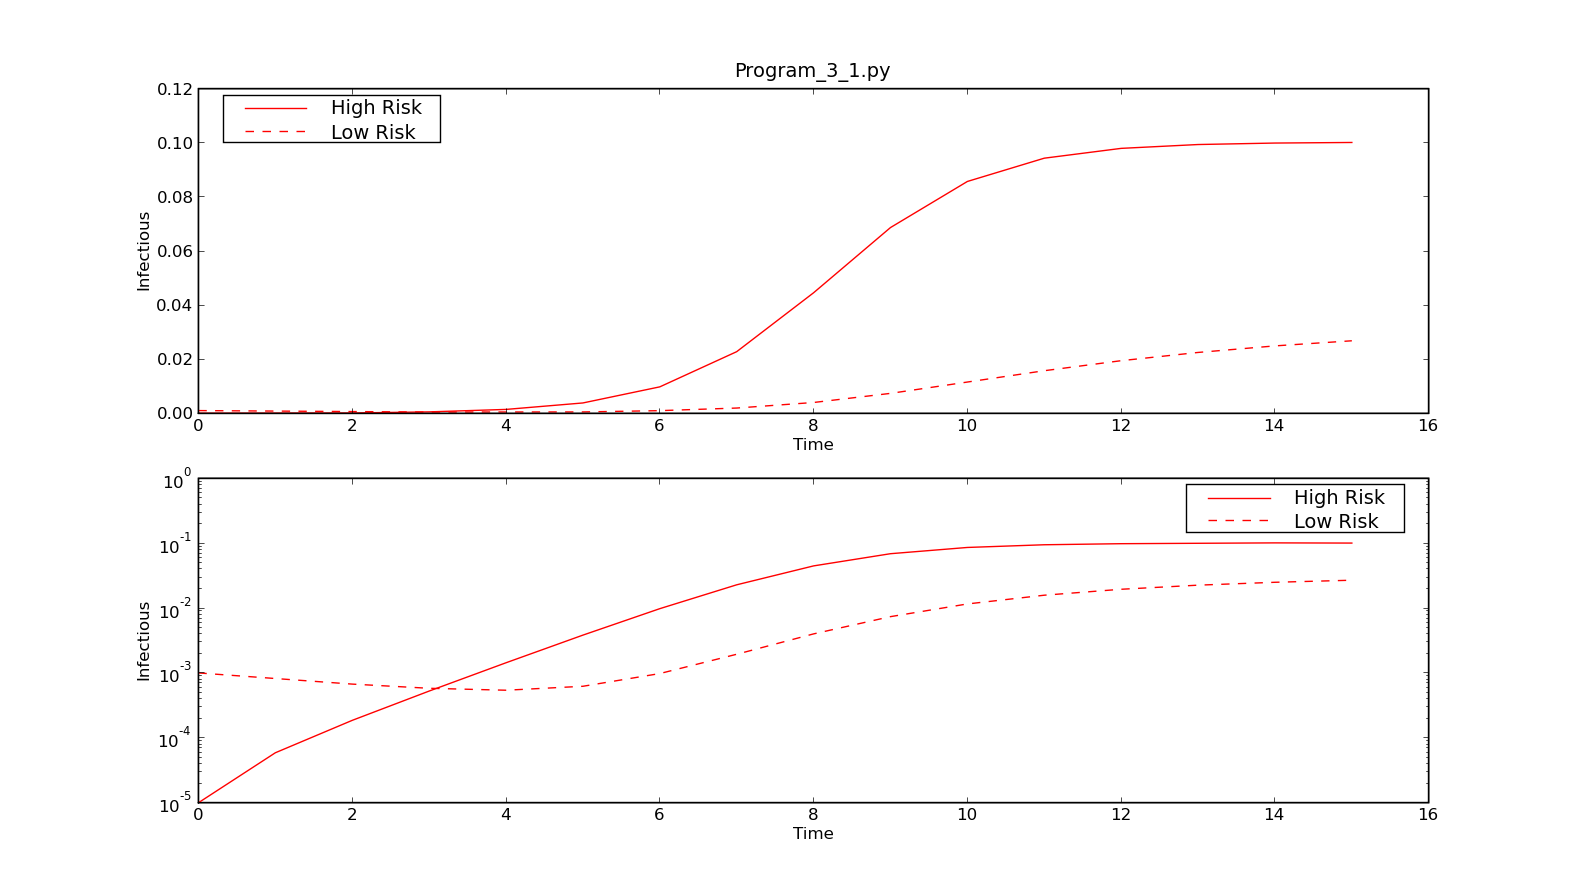 Program_3_1.py
0.12
High Risk
Low Risk
0.10
0.08
0.06
0.04
0.02
0.00
Infectious
0 2 4 6 8 10 12 14 16
Time
10^0
High Risk
Low Risk
10^-1
10^-2
10^-3
10^-4
10^-5
Infectious
0 2 4 6 8 10 12 14 16
Time